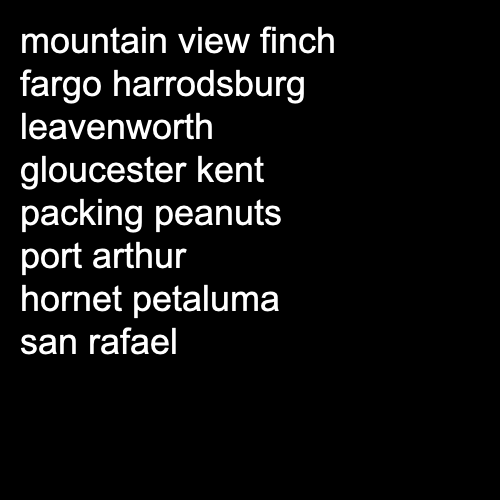 mountain view finch
fargo harrodsburg
leavenworth
gloucester kent
packing peanuts
port arthur
hornet petaluma
san rafael